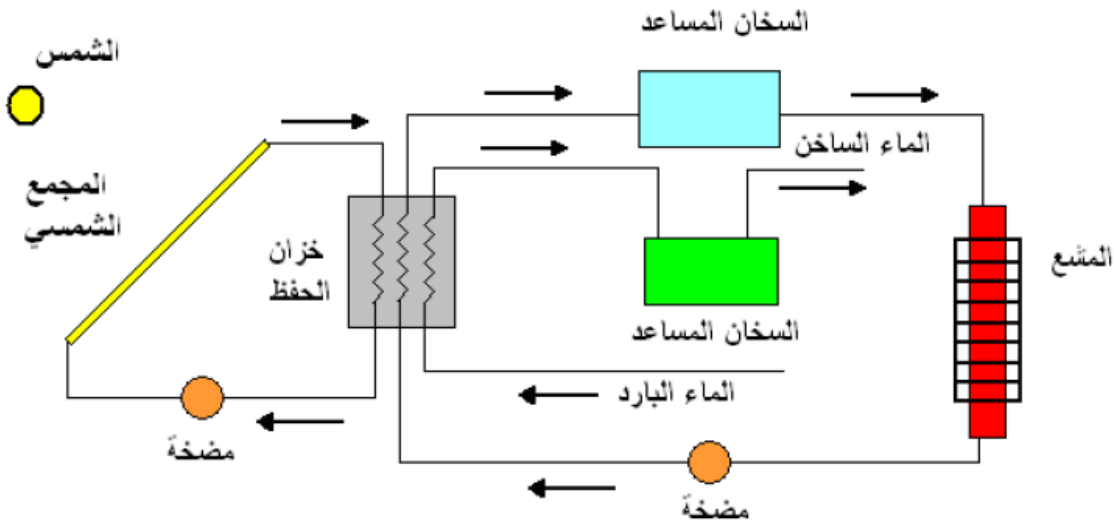 السخان المساعد
الشمس
الماء الساخن
المجمع
الشمسي
خزان
الحفظ
المشع
السخان المساعد
الماء البارد
مضخة
مضخة